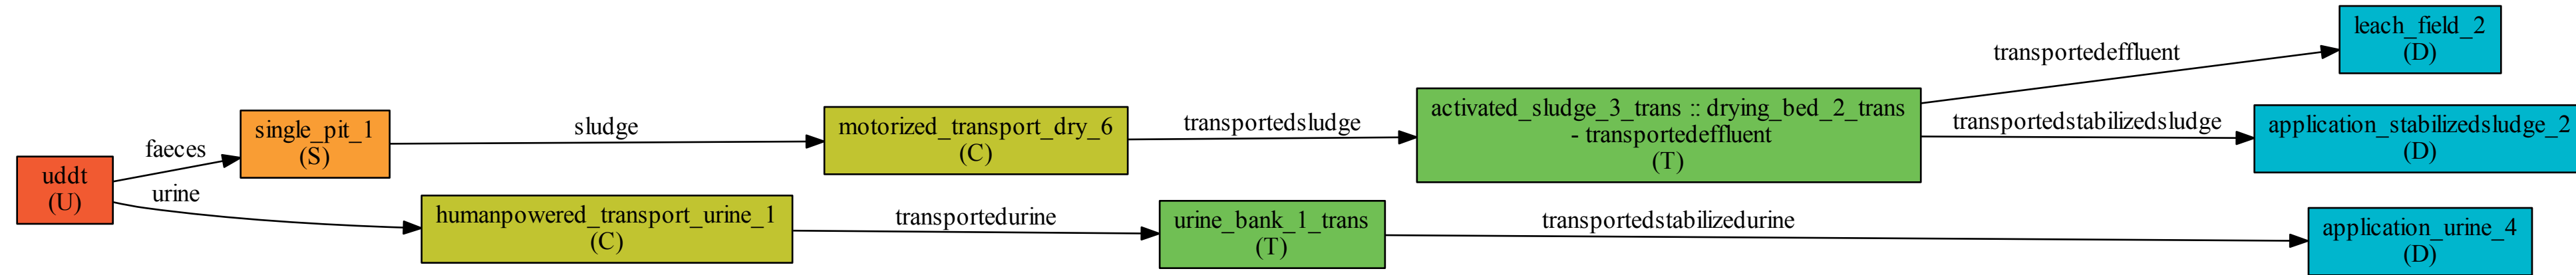 uddt
(U)
faeces
urine
single_pit_1
(S)
sludge
humanpowered_transport_urine_1
(C)
motorized_transport_dry_6
(C)
transportedurine
transportedsludge
urine_bank_1_trans
(T)
activated_sludge_3_trans :: drying_bed_2_trans
- transportedeffluent
(T)
transportedstabilizedurine
transportedeffluent
transportedstabilizedsludge
leach_field_2
(D)
application_stabilizedsludge_2
(D)
application_urine_4
(D)